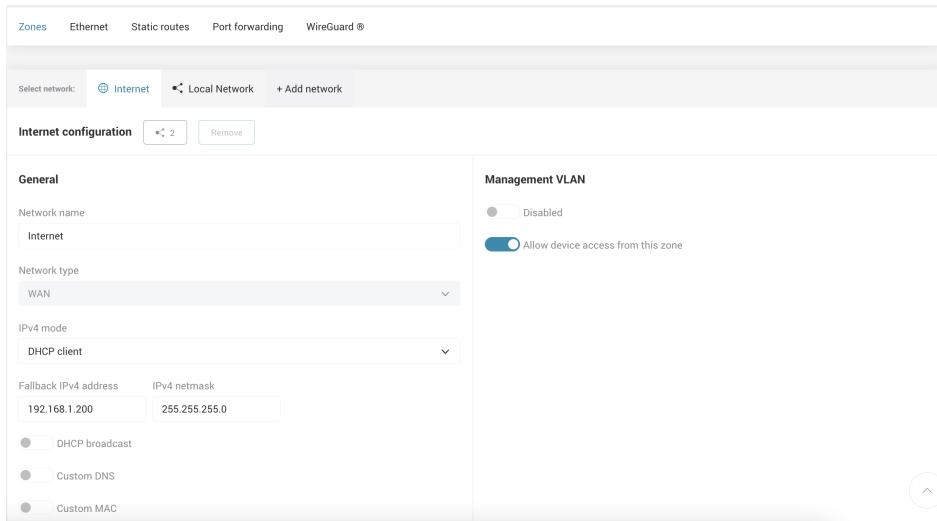 Zones Ethernet Static routes Port forwarding WireGuard ®
Select network: Internet Local Network + Add network
Internet configuration 2 Remove
General
Network name
Internet
Network type
WAN
IPv4 mode
DHCP client
Fallback IPv4 address IPv4 netmask
192.168.1.200 255.255.255.0
DHCP broadcast
Custom DNS
Custom MAC
Management VLAN
Disabled
Allow device access from this zone